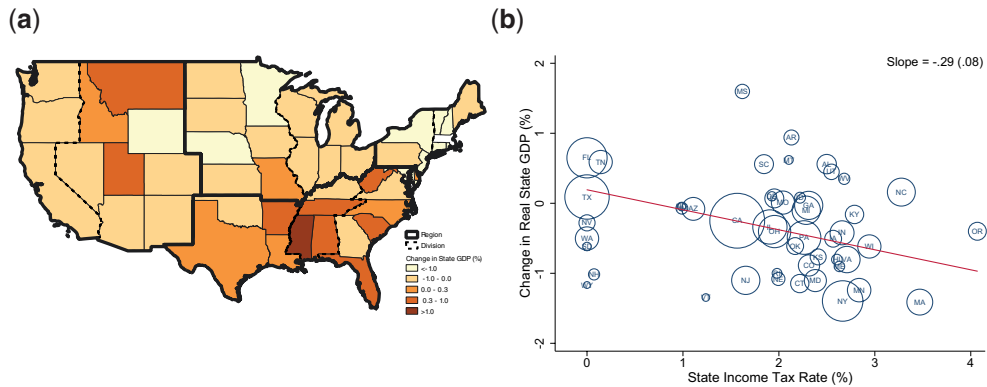 (a)
Region
Division
Change in State GDP (%)
<-1.0
-1.0 - 0.0
0.0 - 0.3
0.3 - 1.0
>1.0
(b)
Slope = -.29 (.08)
Change in Real State GDP (%)
2
1
0
-1
-2
MS
AR
MT
FL
TN
SC
AL
UT
WV
NC
TX
AZ
MO
GA
MI
KY
CA
NV
WA
IL
OH
PA
IN
OR
OK
WI
KS
VA
CO
NH
WY
NJ
NE
CT
MD
VT
NY
MN
MA
0
1
2
3
4
State Income Tax Rate (%)